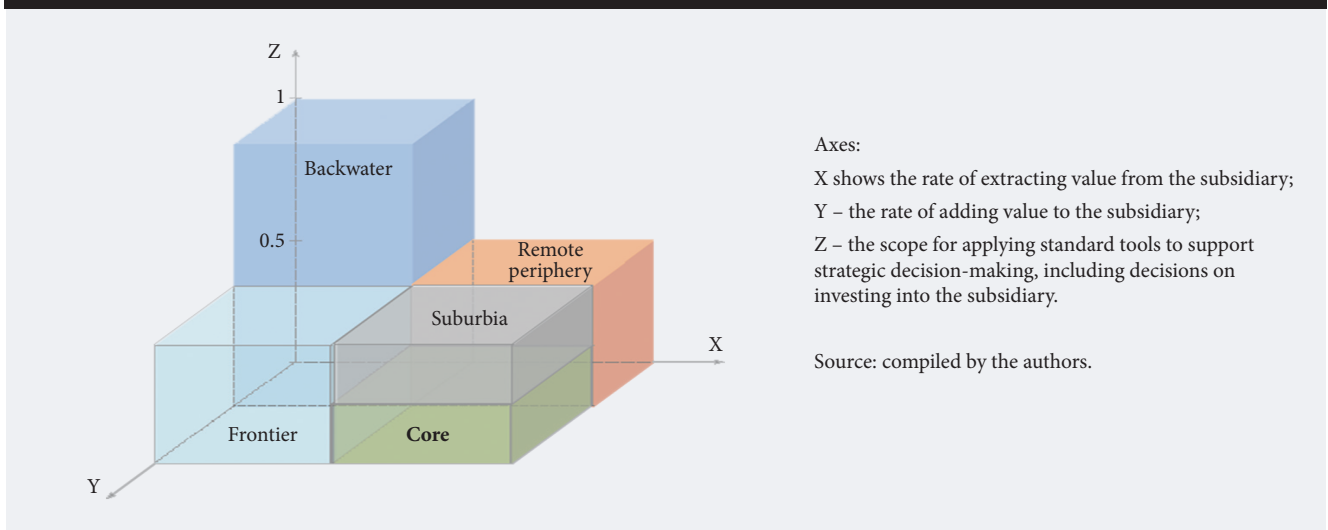 Z
1
Backwater
0.5
Remote
periphery
Suburbia
X
Frontier
Core
Y
Axes:
X shows the rate of extracting value from the subsidiary;
Y – the rate of adding value to the subsidiary;
Z – the scope for applying standard tools to support
strategic decision-making, including decisions on
investing into the subsidiary.
Source: compiled by the authors.